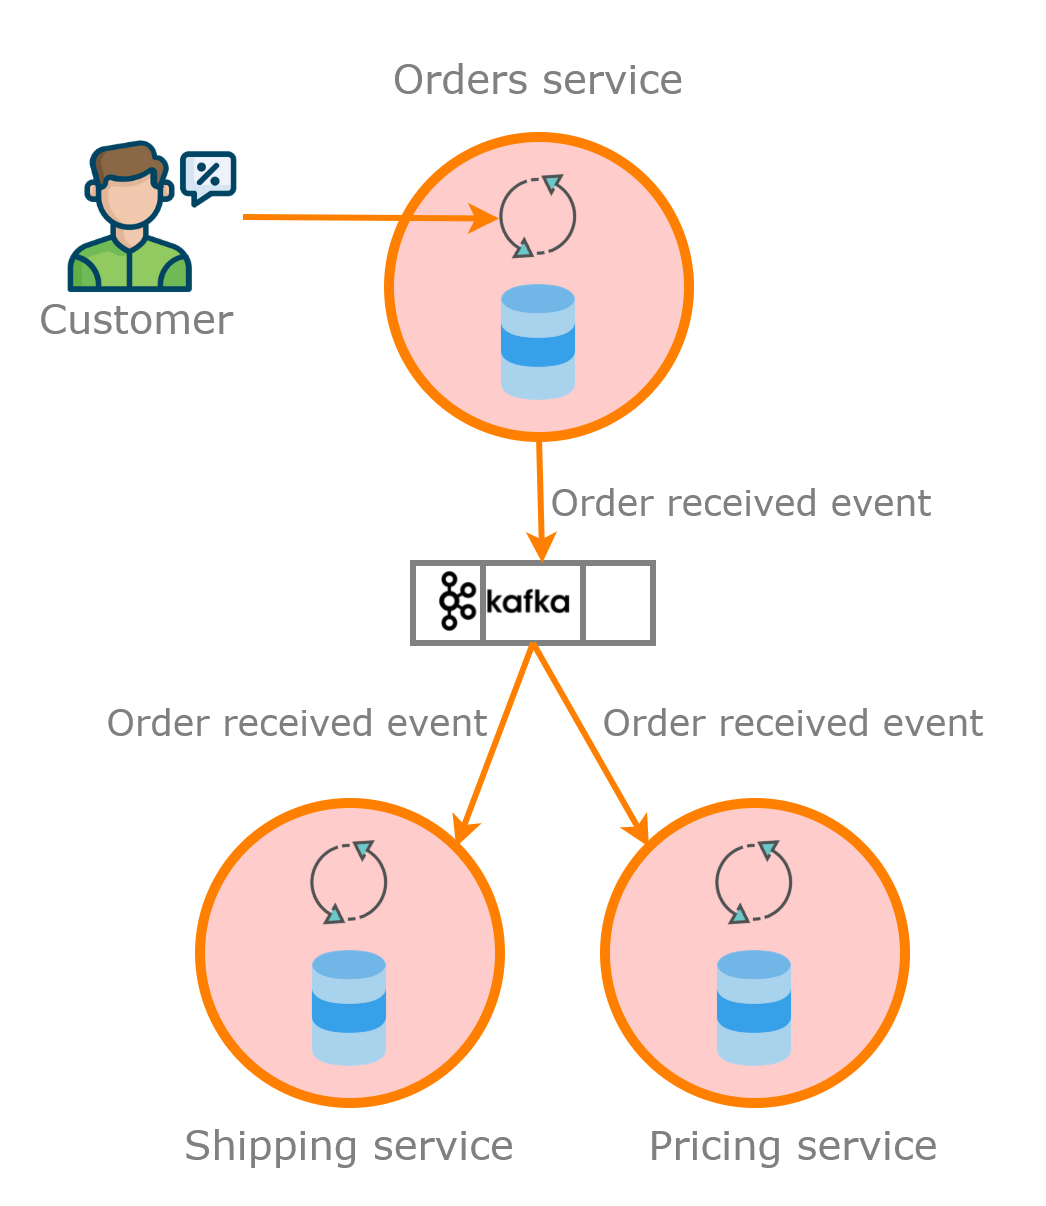 Orders service
Customer
Order received event
kafka
Order received event
Order received event
Shipping service
Pricing service